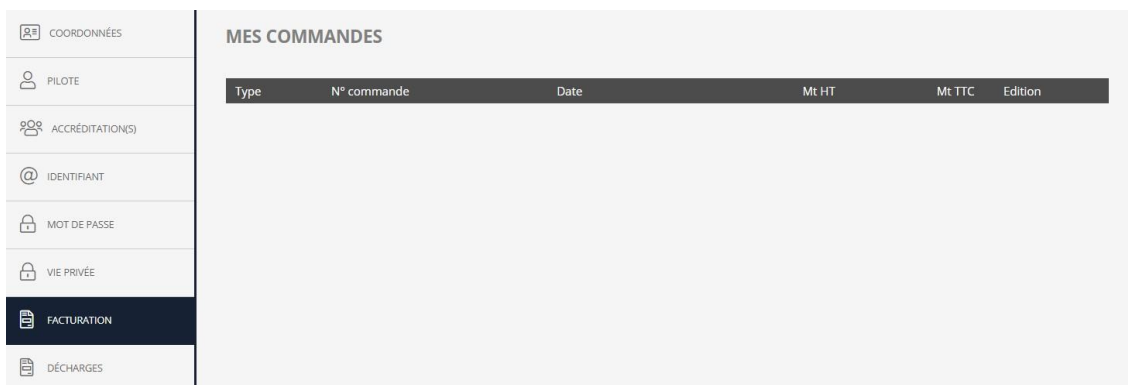 COORDONNÉES
PILOTE
ACCRÉDITATION(S)
IDENTIFIANT
MOT DE PASSE
VIE PRIVÉE
FACTURATION
DÉCHARGES
MES COMMANDES
Type N° commande Date Mt HT Mt TTC Edition